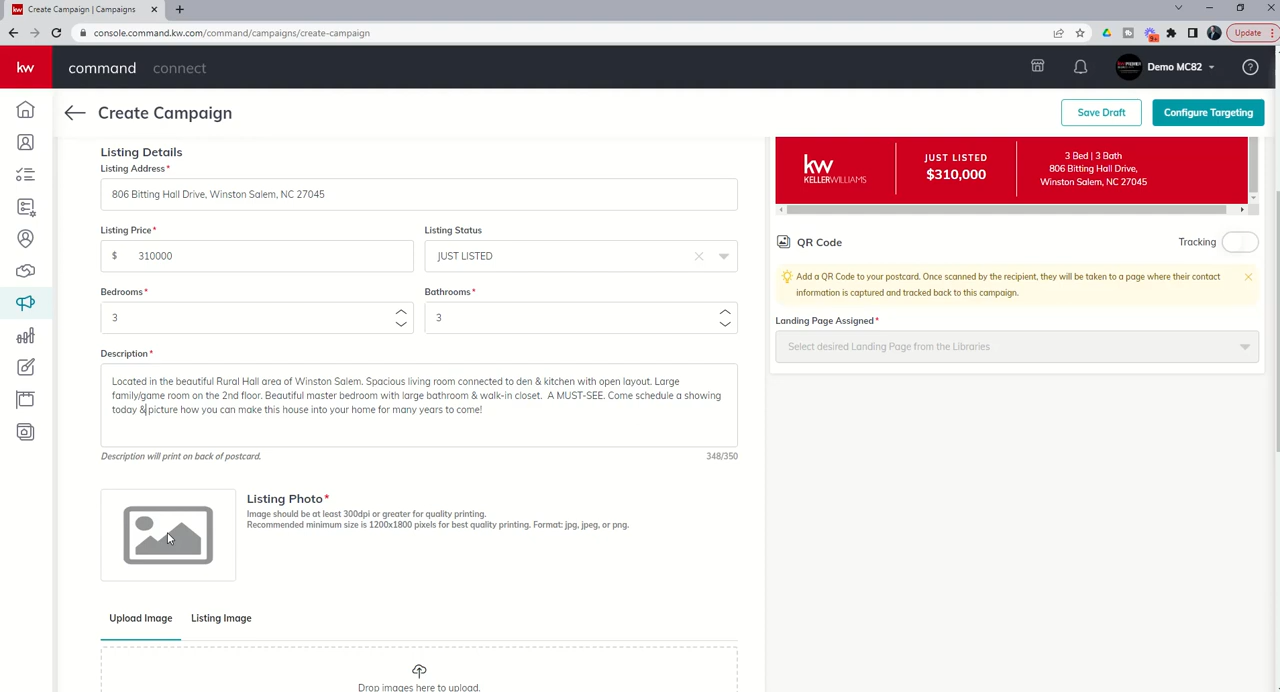 kw
Create Campaign | Campaigns
console.command.kw.com/command/campaigns/create-campaign
9+
Update
kw
command
connect
Demo MC82
?
Create Campaign
Save Draft
Configure Targeting
Listing Details
Listing Address*
806 Bitting Hall Drive, Winston Salem, NC 27045
Listing Price*
Listing Status
$ 310000
JUST LISTED
Bedrooms*
Bathrooms*
3
3
Description*
Located in the beautiful Rural Hall area of Winston Salem. Spacious living room connected to den & kitchen with open layout. Large
family/game room on the 2nd floor. Beautiful master bedroom with large bathroom & walk-in closet.  A MUST-SEE. Come schedule a showing
today & picture how you can make this house into your home for many years to come!
Description will print on back of postcard.
348/350
Listing Photo*
Image should be at least 300dpi or greater for quality printing.
Recommended minimum size is 1200x1800 pixels for best quality printing. Format: jpg, jpeg, or png.
Upload Image
Listing Image
Drop images here to upload.
kw
KELLERWILLIAMS
JUST LISTED
$310,000
3 Bed | 3 Bath
806 Bitting Hall Drive,
Winston Salem, NC 27045
QR Code
Tracking
Add a QR Code to your postcard. Once scanned by the recipient, they will be taken to a page where their contact
information is captured and tracked back to this campaign.
Landing Page Assigned*
Select desired Landing Page from the Libraries